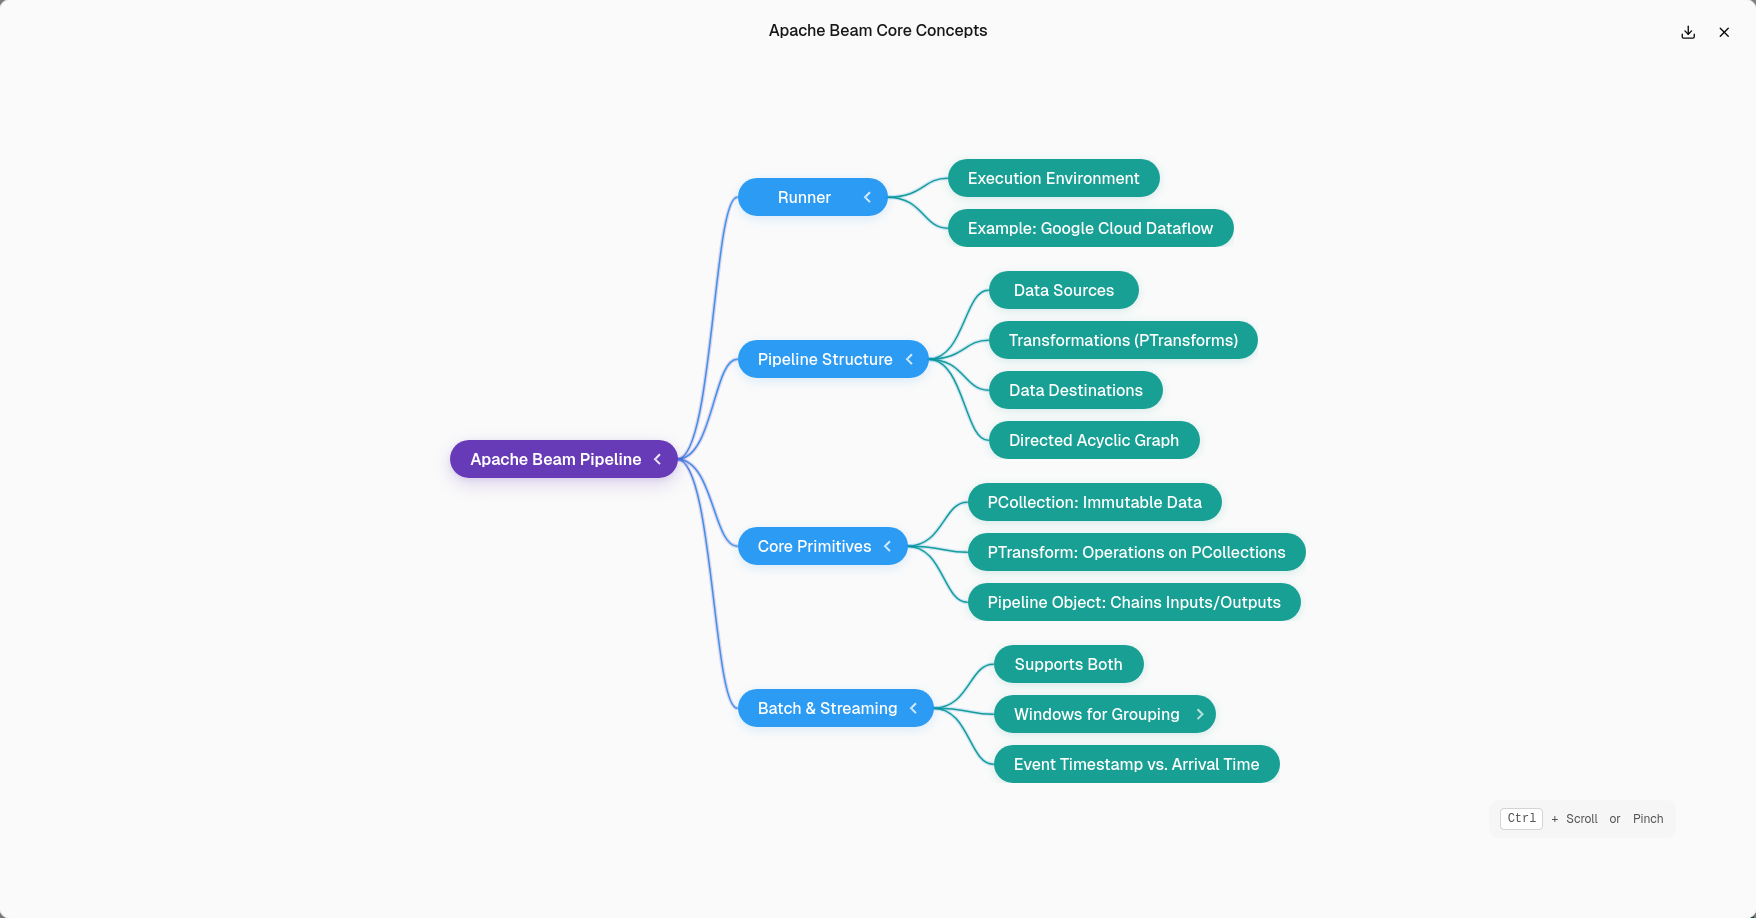 Apache Beam Core Concepts
Apache Beam Pipeline
Runner
Execution Environment
Example: Google Cloud Dataflow
Pipeline Structure
Data Sources
Transformations (PTransforms)
Data Destinations
Directed Acyclic Graph
Core Primitives
PCollection: Immutable Data
PTransform: Operations on PCollections
Pipeline Object: Chains Inputs/Outputs
Batch & Streaming
Supports Both
Windows for Grouping
Event Timestamp vs. Arrival Time
Ctrl + Scroll or Pinch